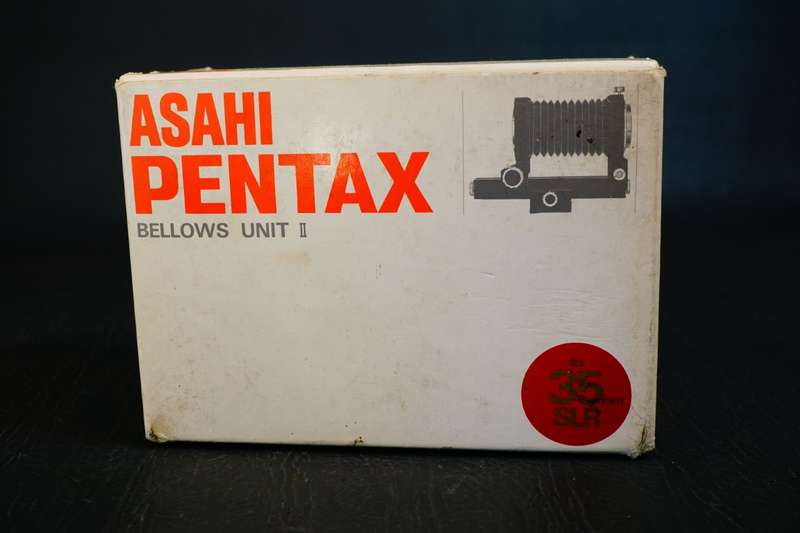 ASAHI
PENTAX
BELLOWS UNIT Ⅱ
for
35mm
SLR